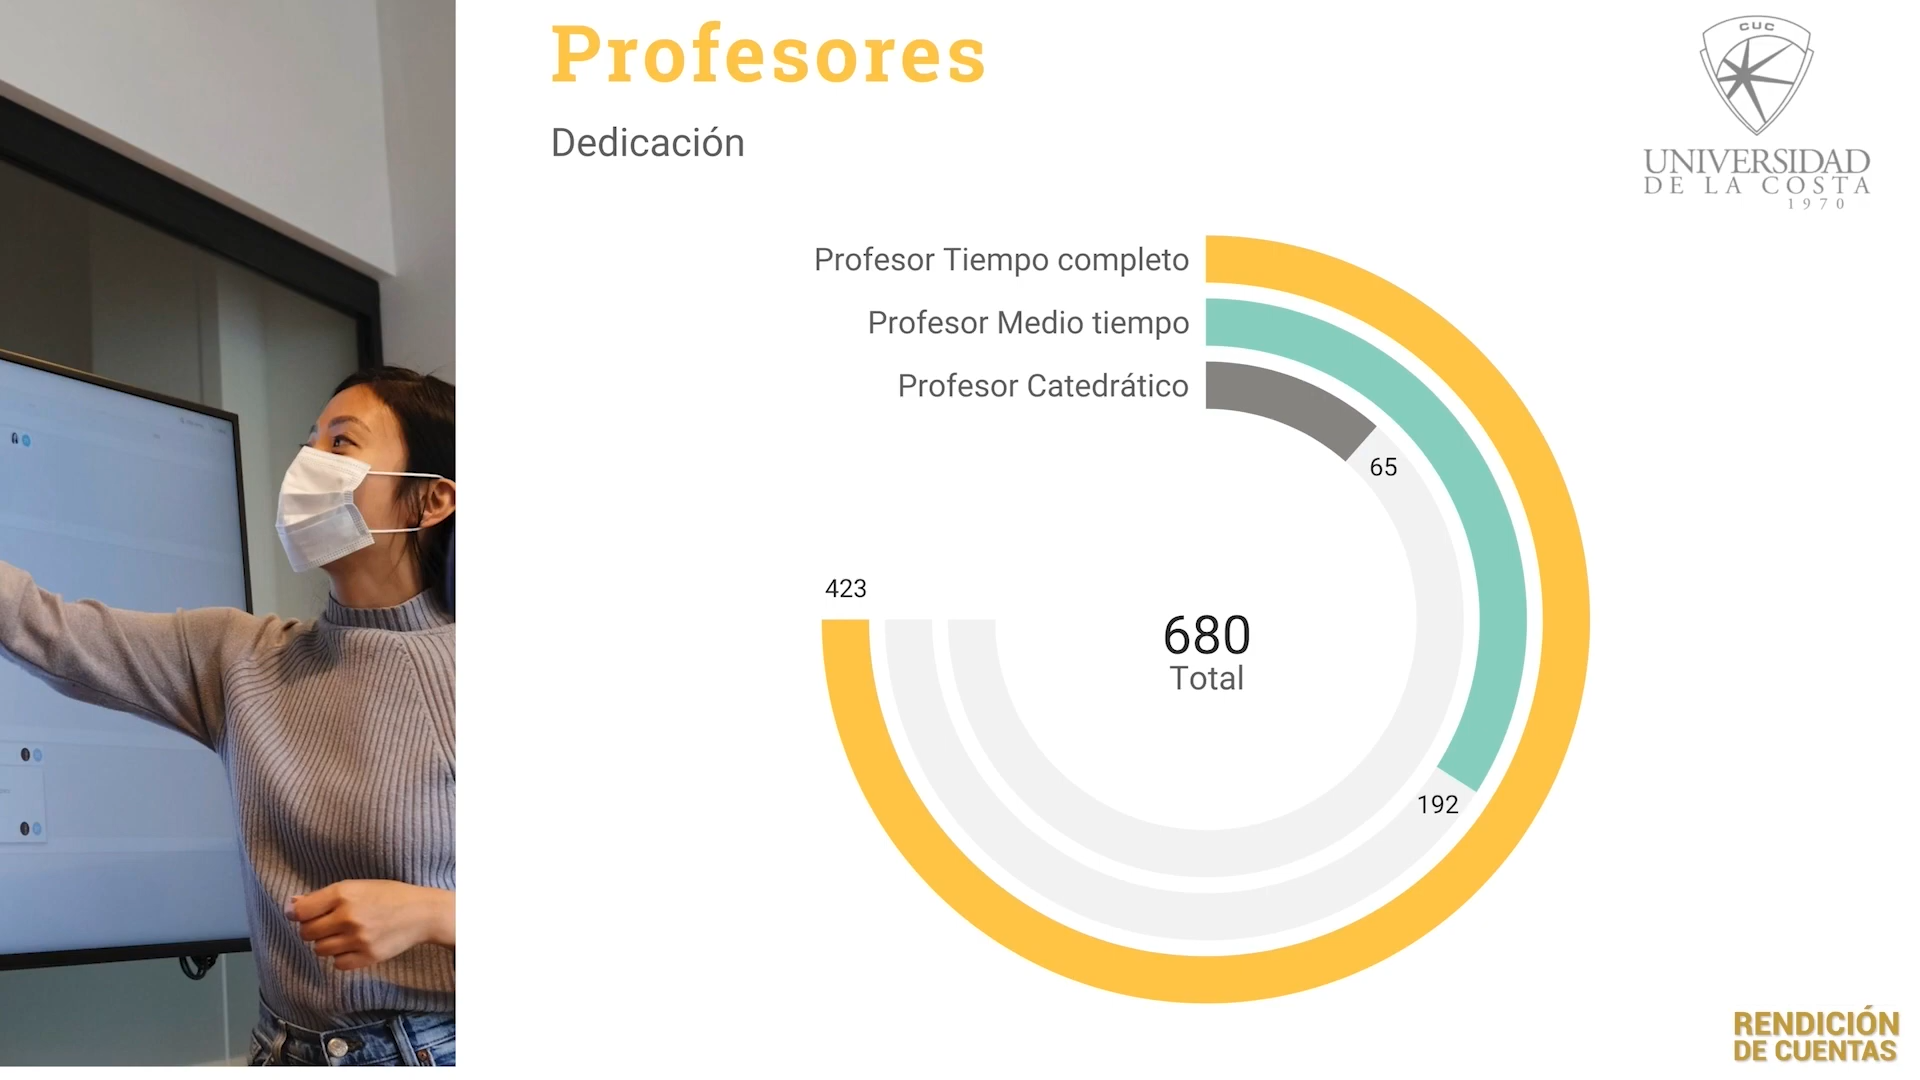 Profesores
Dedicación
CUC
UNIVERSIDAD
DE LA COSTA
1970
Profesor Tiempo completo
Profesor Medio tiempo
Profesor Catedrático
65
423
680
Total
192
RENDICIÓN
DE CUENTAS